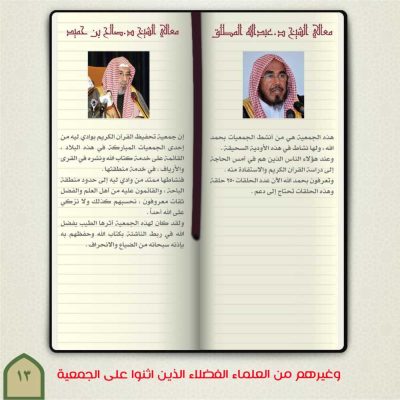 معالي الشيخ د.عبدالله المطلق
هذه الجمعية هي من أنشط الجمعيات بحمد
الله ، ولها نشاط في هذه الأودية السحيقة .
وعند هؤلاء الناس الذين هم في أمس الحاجة
إلى دراسة القرآن الكريم والاستفادة منه .
وتعرفون بحمد الله الآن عدد الحلقات ٢٥٠ حلقة
وهذه الحلقات تحتاج إلى دعم .
معالي الشيخ د.صالح بن حميد
إن جمعية تحفيظ القرآن الكريم بوادي ليه من
إحدى الجمعيات المباركة في هذه البلاد ،
القائمة على خدمة كتاب الله ونشره في القرى
والأرياف ، في خدمة منطقتها .
فنشاطها ممتد من وادي ليه إلى حدود منطقة
الباحة ، والقائمون عليه من أهل العلم والفضل
ثقات معروفون ، نحسبهم كذلك ولا نزكي
على الله أحداً .
ولقد كان لهذه الجمعية أثرها الطيب بفضل
الله في ربط الناشئة بكتاب الله وحفظهم به
بإذنه سبحانه من الضياع والانحراف .
وغيرهم من العلماء الفضلاء الذين اثنوا على الجمعية
١٣